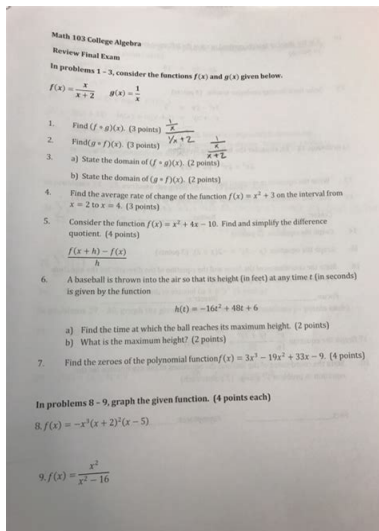 Math 103 College Algebra
Review Final Exam
In problems 1 – 3, consider the functions f(x) and g(x) given below.
f(x) = x/(x + 2)   g(x) = 1/x
1. Find (f ∘ g)(x). (3 points) (1/x)/(1/x + 2)
2. Find(g ∘ f)(x). (3 points) 1/(x/(x+2))
3. a) State the domain of (f ∘ g)(x). (2 points)
b) State the domain of (g ∘ f)(x). (2 points)
4. Find the average rate of change of the function f(x) = x² + 3 on the interval from
x = 2 to x = 4. (3 points)
5. Consider the function f(x) = x² + 4x – 10. Find and simplify the difference
quotient. (4 points)
(f(x + h) – f(x))/h
6. A baseball is thrown into the air so that its height (in feet) at any time t (in seconds)
is given by the function
h(t) = –16t² + 48t + 6
a) Find the time at which the ball reaches its maximum height. (2 points)
b) What is the maximum height? (2 points)
7. Find the zeroes of the polynomial function f(x) = 3x³ – 19x² + 33x – 9. (4 points)
In problems 8 – 9, graph the given function. (4 points each)
8. f(x) = –x³(x + 2)²(x – 5)
9. f(x) = x²/(x² – 16)